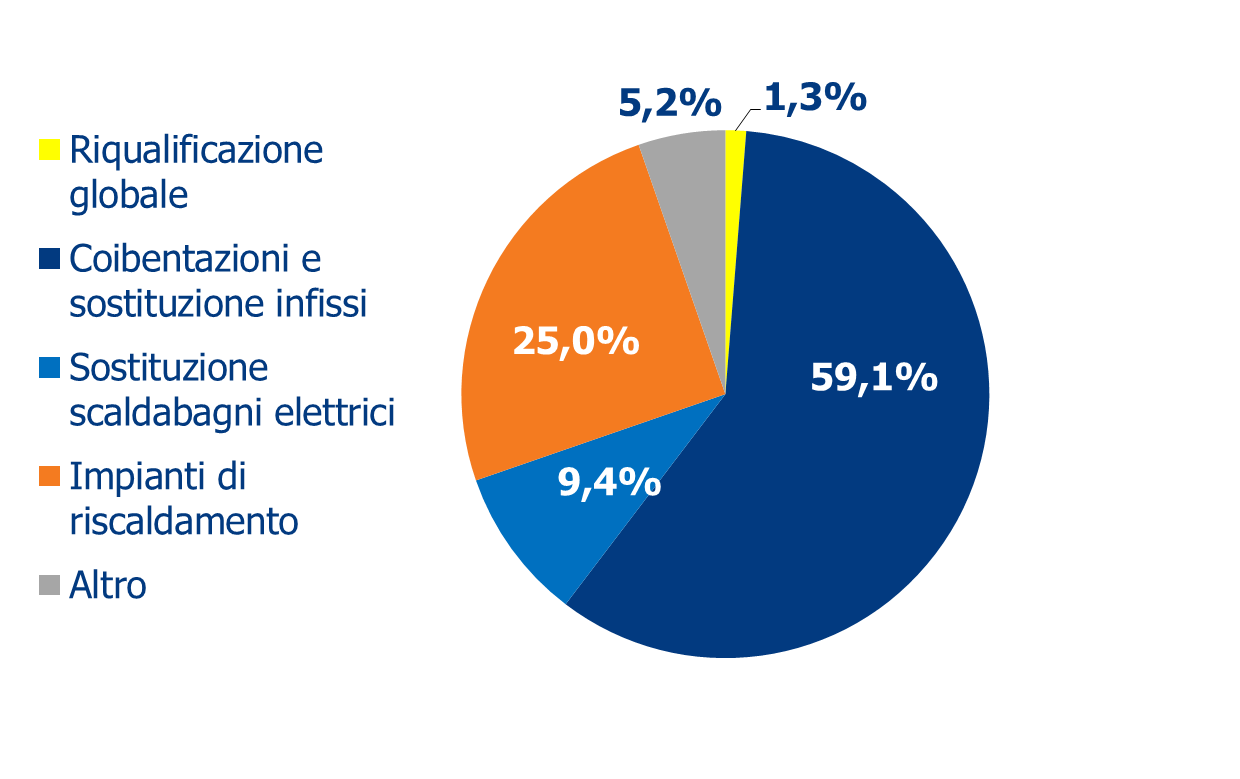 Riqualificazione
globale
Coibentazioni e
sostituzione infissi
Sostituzione
scaldabagni elettrici
Impianti di
riscaldamento
Altro
5,2%
1,3%
25,0%
59,1%
9,4%